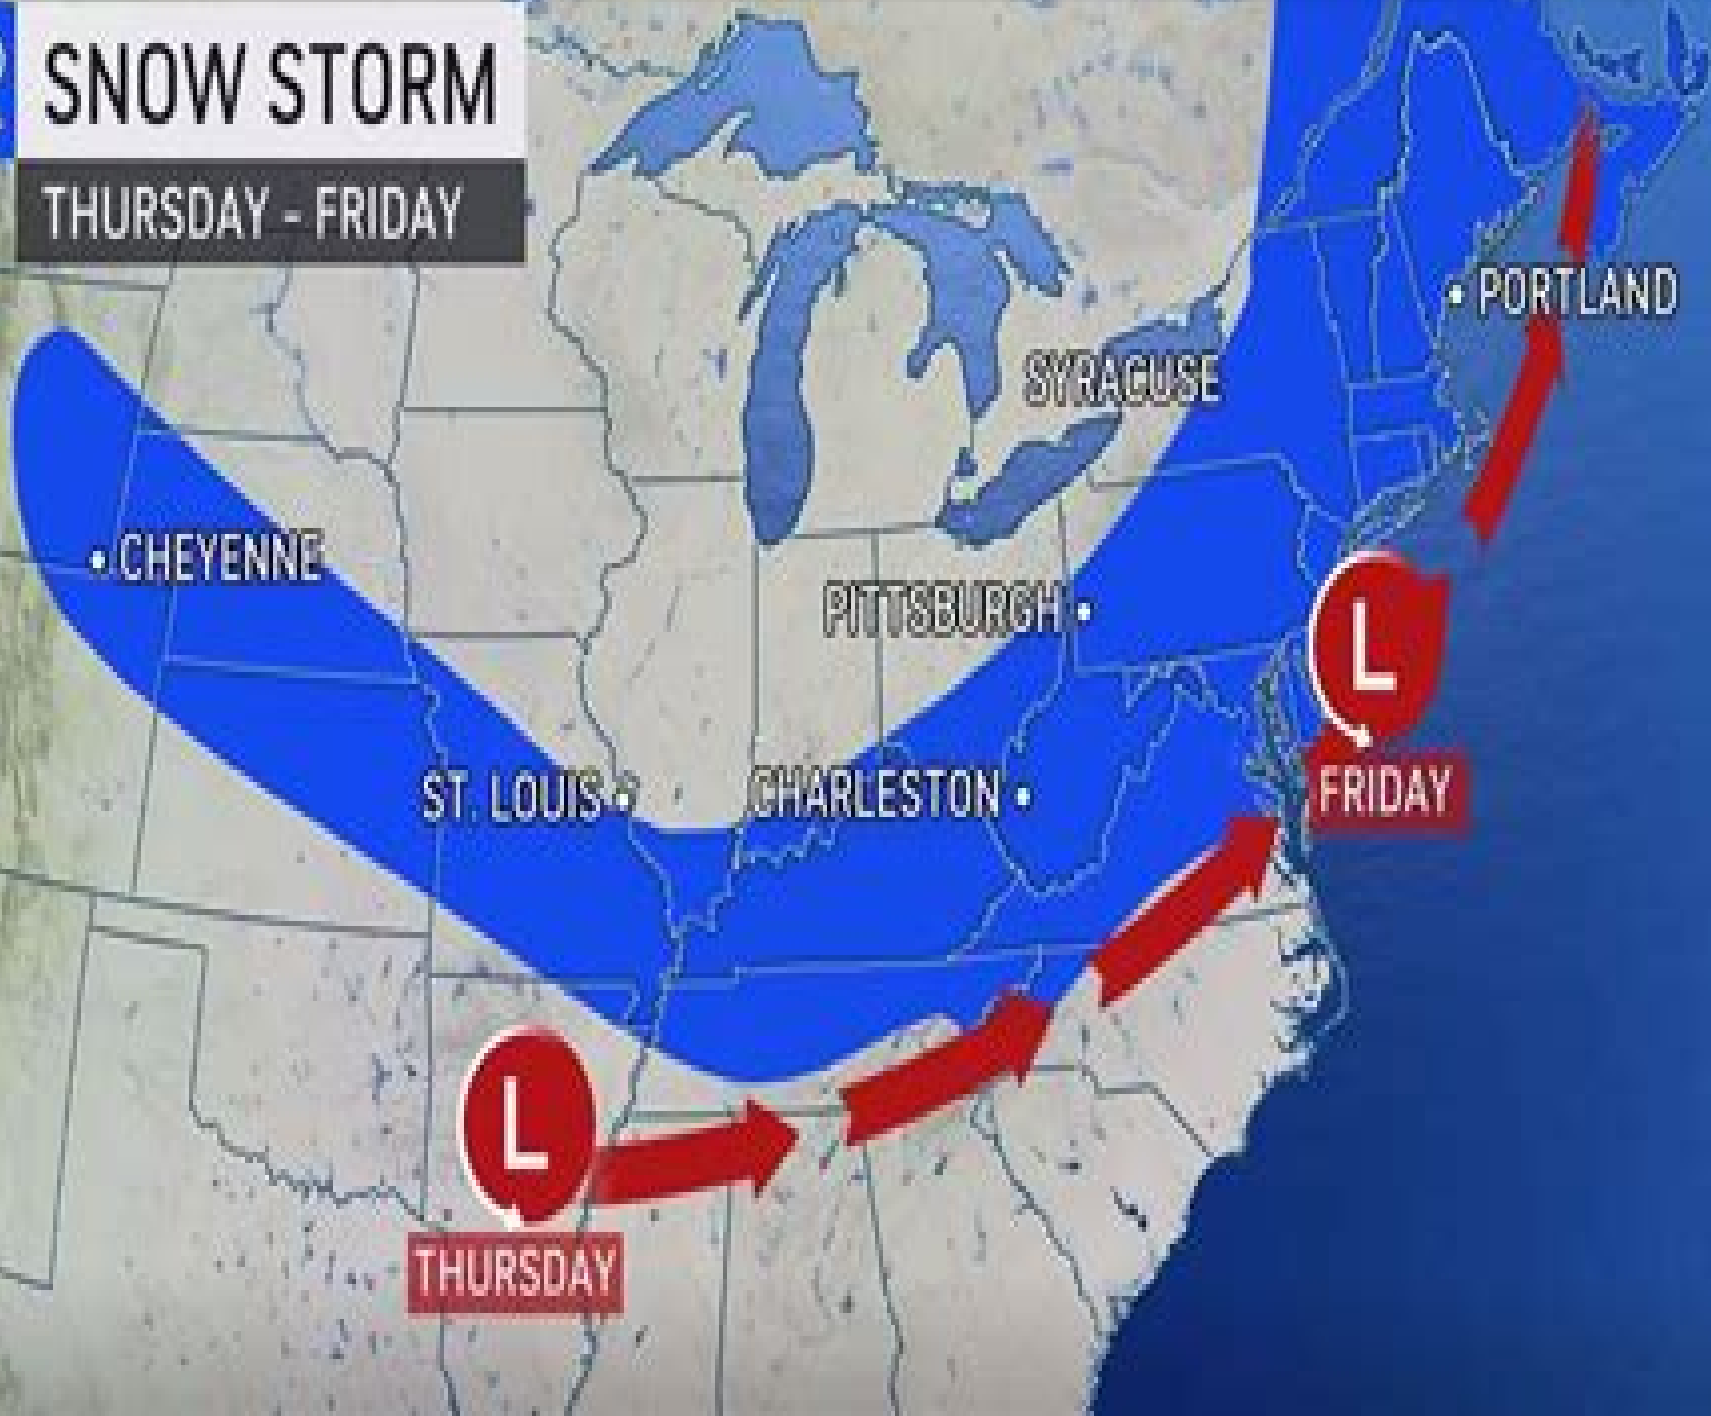 SNOW STORM
THURSDAY - FRIDAY
PORTLAND
SYRACUSE
CHEYENNE
PITTSBURGH
L
FRIDAY
ST. LOUIS
CHARLESTON
L
THURSDAY